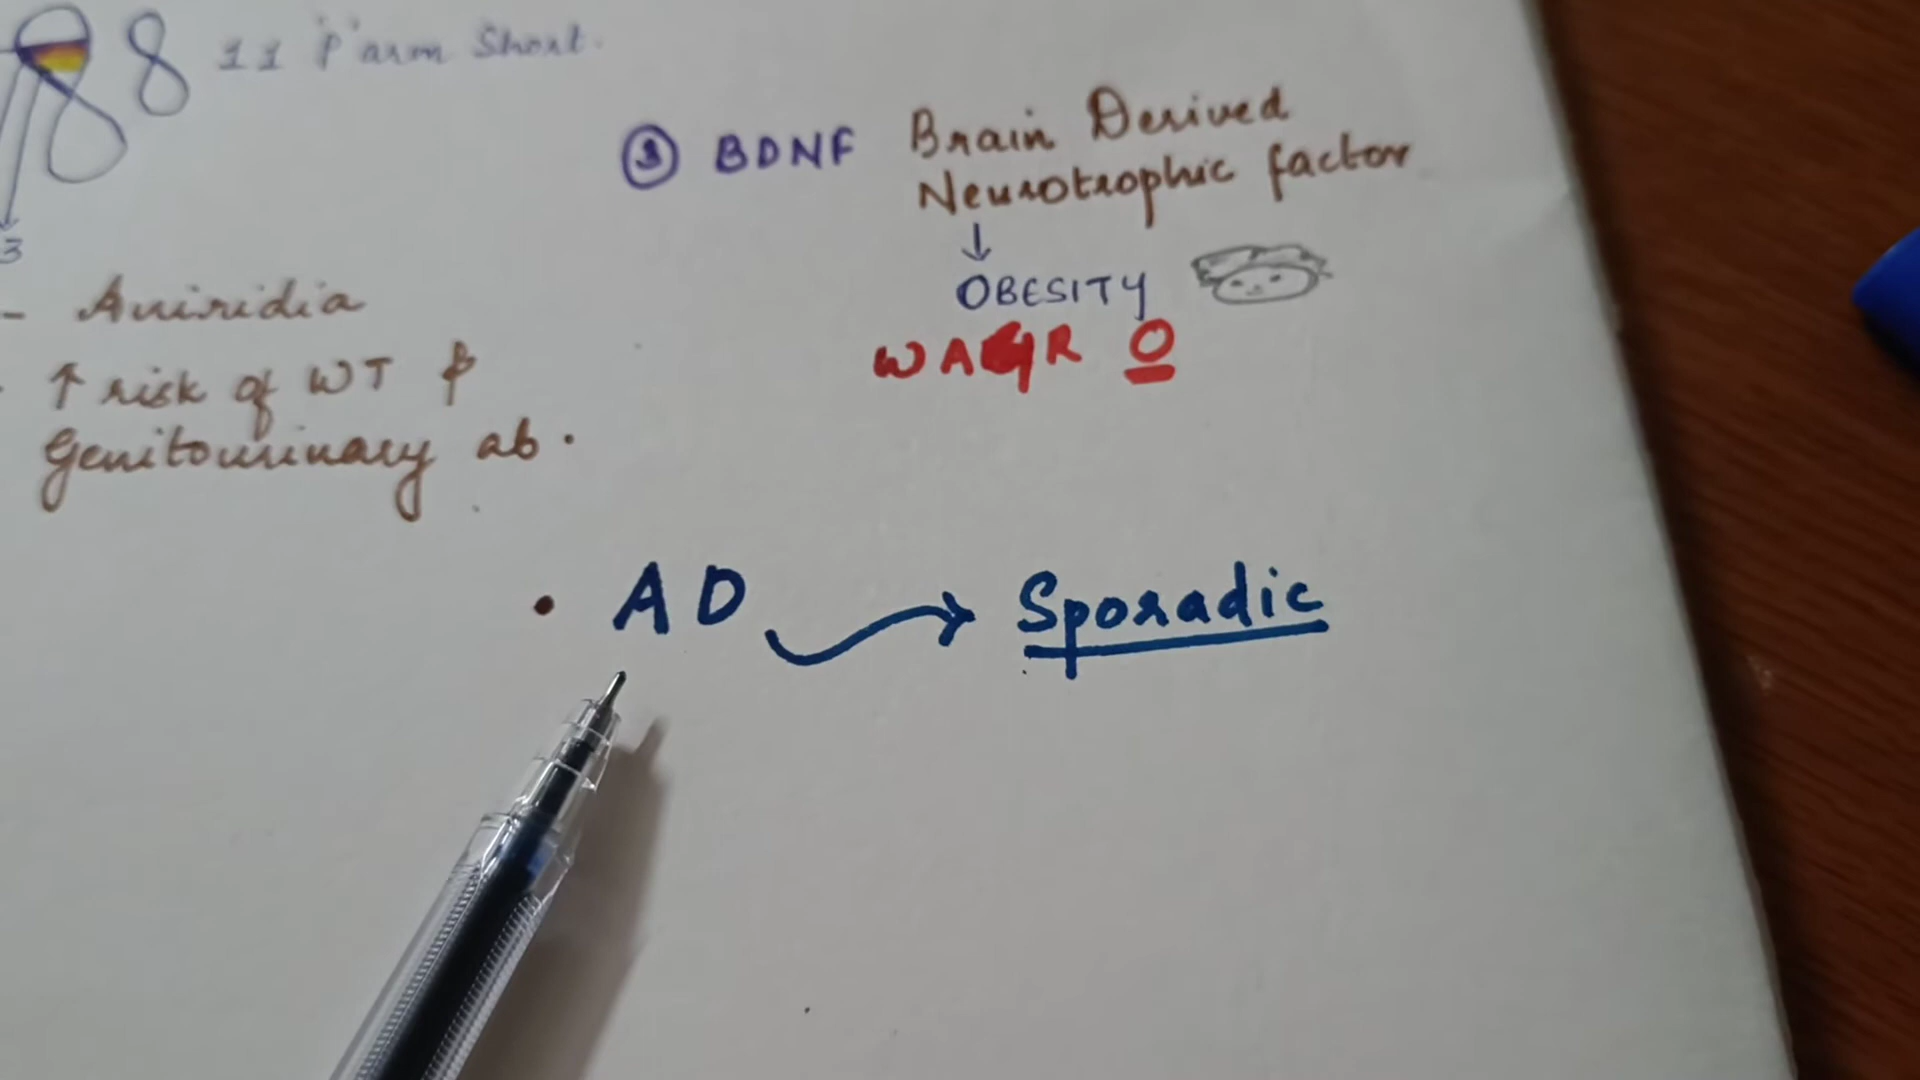 11 'p' arm Short.
③ BDNF Brain Derived
Neurotrophic factor
↓
OBESITY
WAGR O
3
- Aniridia
↑ risk of WT &
Genitourinary ab.
• AD → Sporadic